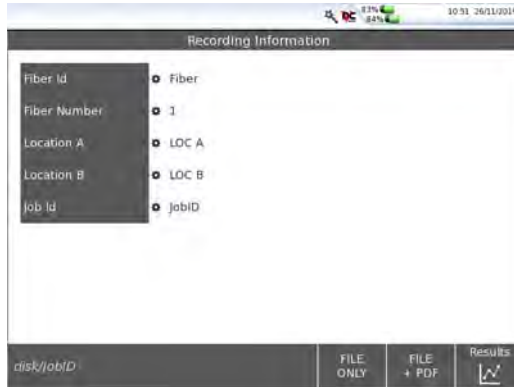 83%
84%
10:51 26/11/201
Recording Information
Fiber Id Fiber
Fiber Number 1
Location A LOC A
Location B LOC B
Job Id JobID
disk/JobID
FILE ONLY
FILE + PDF
Results